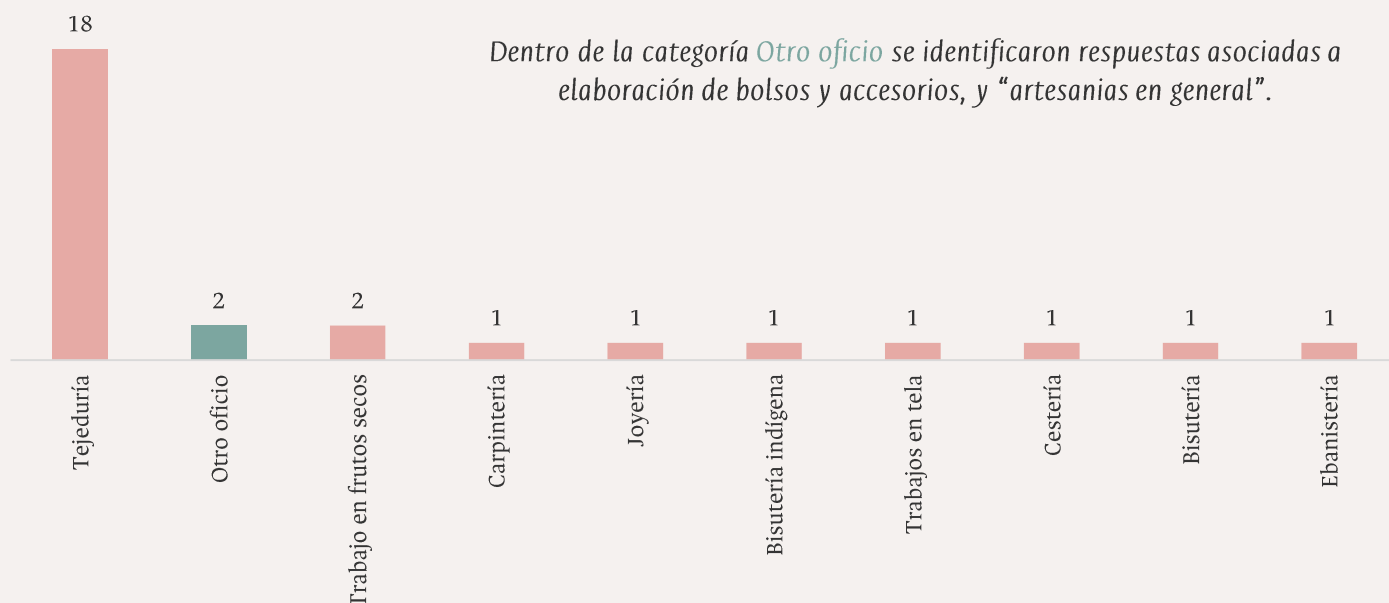 18
Dentro de la categoría Otro oficio se identificaron respuestas asociadas a
elaboración de bolsos y accesorios, y “artesanias en general”.
2
2
1
1
1
1
1
1
1
Tejeduría
Otro oficio
Trabajo en frutos secos
Carpintería
Joyería
Bisutería indígena
Trabajos en tela
Cestería
Bisutería
Ebanistería